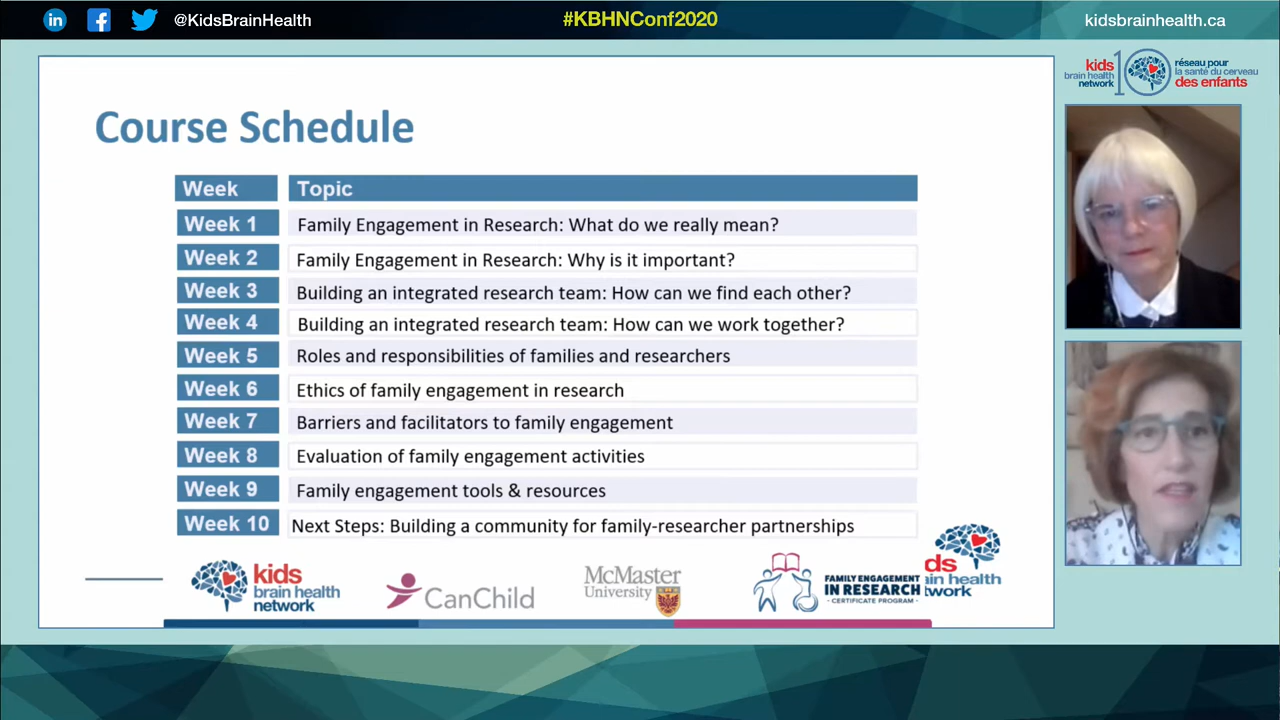 @KidsBrainHealth
#KBHNConf2020
kidsbrainhealth.ca
kids
brain health
network
10
réseau pour
la santé du cerveau
des enfants
Course Schedule
Week Topic
Week 1 Family Engagement in Research: What do we really mean?
Week 2 Family Engagement in Research: Why is it important?
Week 3 Building an integrated research team: How can we find each other?
Week 4 Building an integrated research team: How can we work together?
Week 5 Roles and responsibilities of families and researchers
Week 6 Ethics of family engagement in research
Week 7 Barriers and facilitators to family engagement
Week 8 Evaluation of family engagement activities
Week 9 Family engagement tools & resources
Week 10 Next Steps: Building a community for family-researcher partnerships
kids
brain health
network
CanChild
McMaster
University
FAMILY ENGAGEMENT
IN RESEARCH
- CERTIFICATE PROGRAM -
ds
in health
work